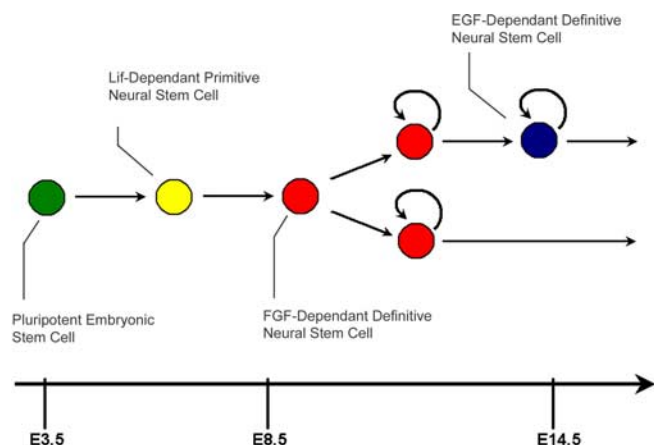 EGF-Dependant Definitive
Neural Stem Cell
Lif-Dependant Primitive
Neural Stem Cell
Pluripotent Embryonic
Stem Cell
FGF-Dependant Definitive
Neural Stem Cell
E3.5
E8.5
E14.5